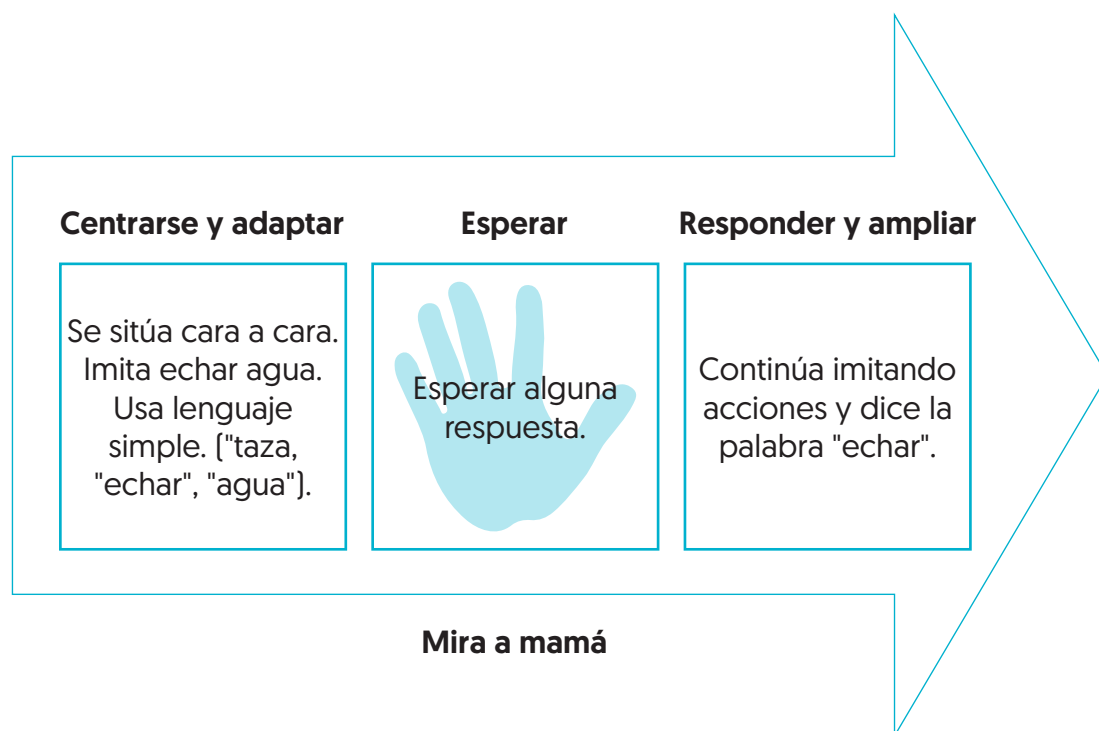 Centrarse y adaptar
Se sitúa cara a cara.
Imita echar agua.
Usa lenguaje
simple. ("taza,
"echar", "agua").
Esperar
Esperar alguna
respuesta.
Responder y ampliar
Continúa imitando
acciones y dice la
palabra "echar".
Mira a mamá